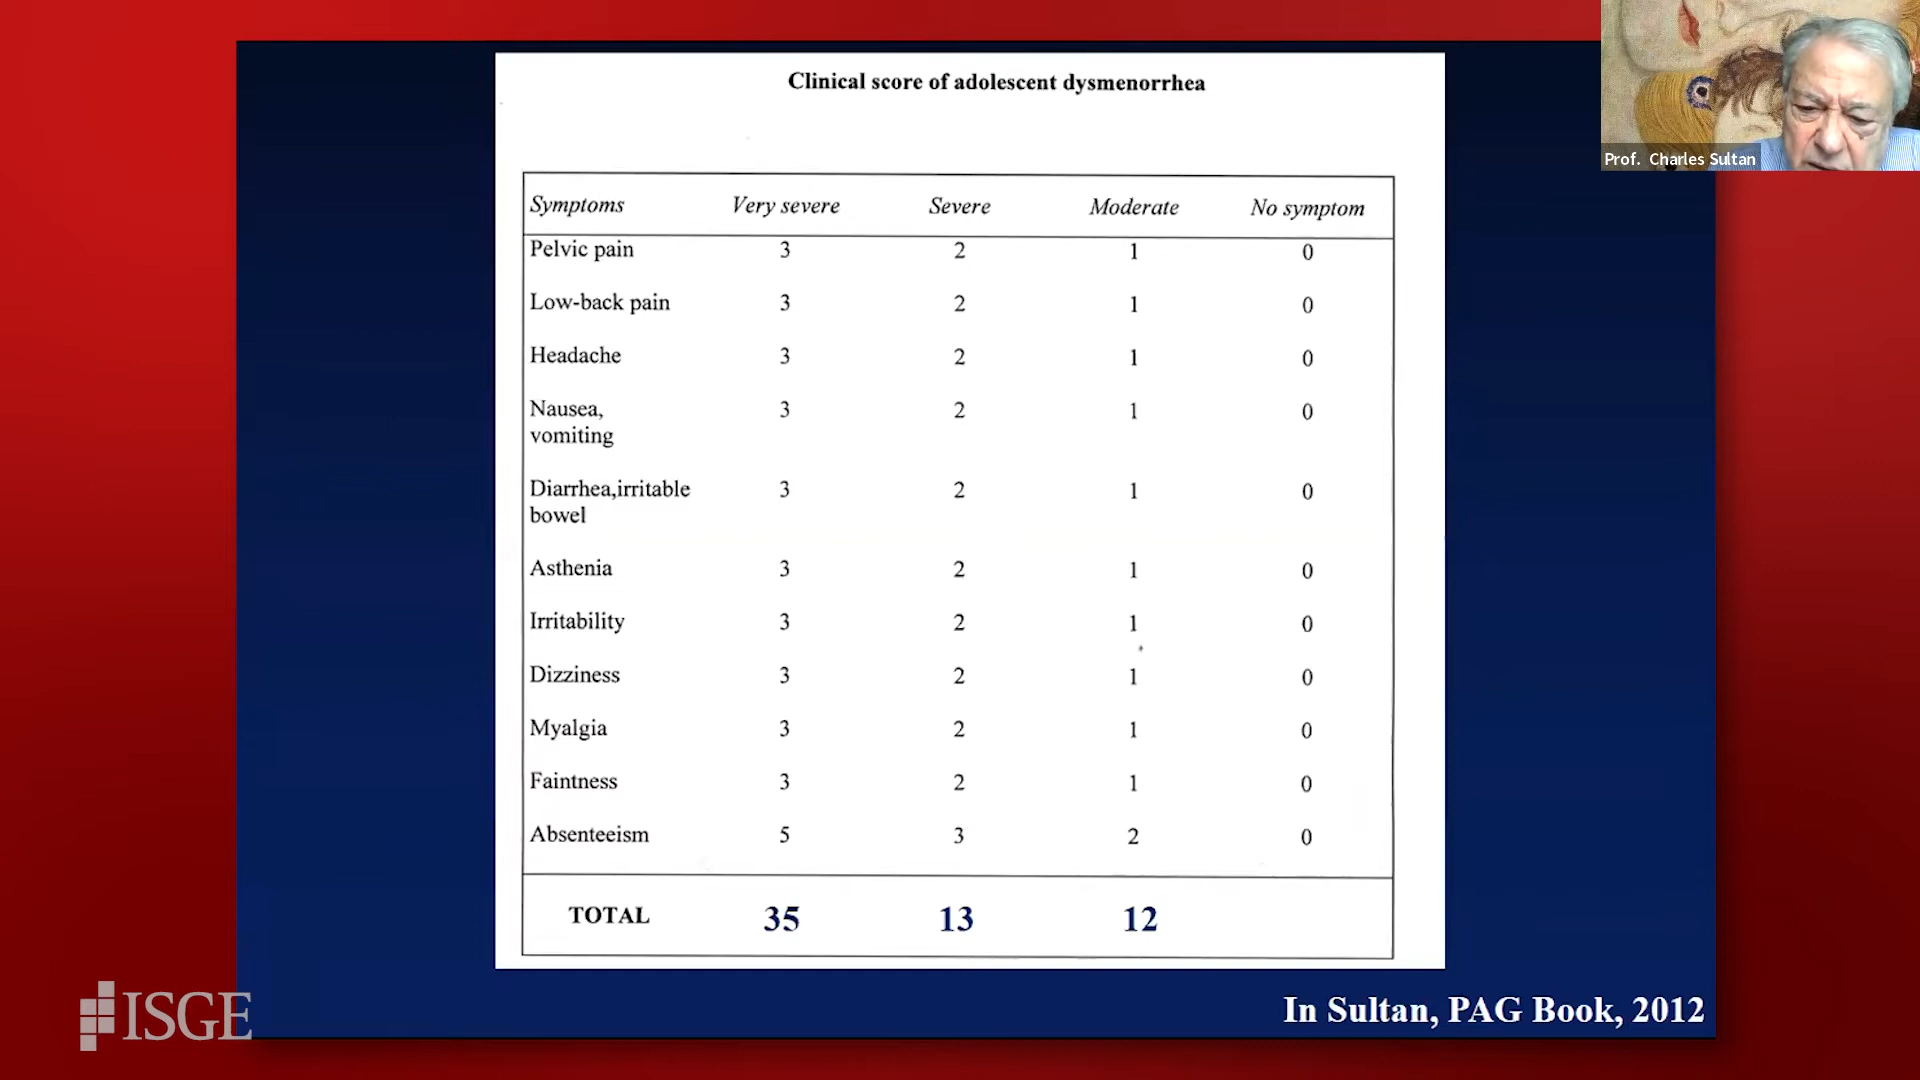 Clinical score of adolescent dysmenorrhea
Prof. Charles Sultan
Symptoms Very severe Severe Moderate No symptom
Pelvic pain 3 2 1 0
Low-back pain 3 2 1 0
Headache 3 2 1 0
Nausea, 3 2 1 0
vomiting
Diarrhea,irritable 3 2 1 0
bowel
Asthenia 3 2 1 0
Irritability 3 2 1 0
Dizziness 3 2 1 0
Myalgia 3 2 1 0
Faintness 3 2 1 0
Absenteeism 5 3 2 0
TOTAL 35 13 12
In Sultan, PAG Book, 2012
ISGE